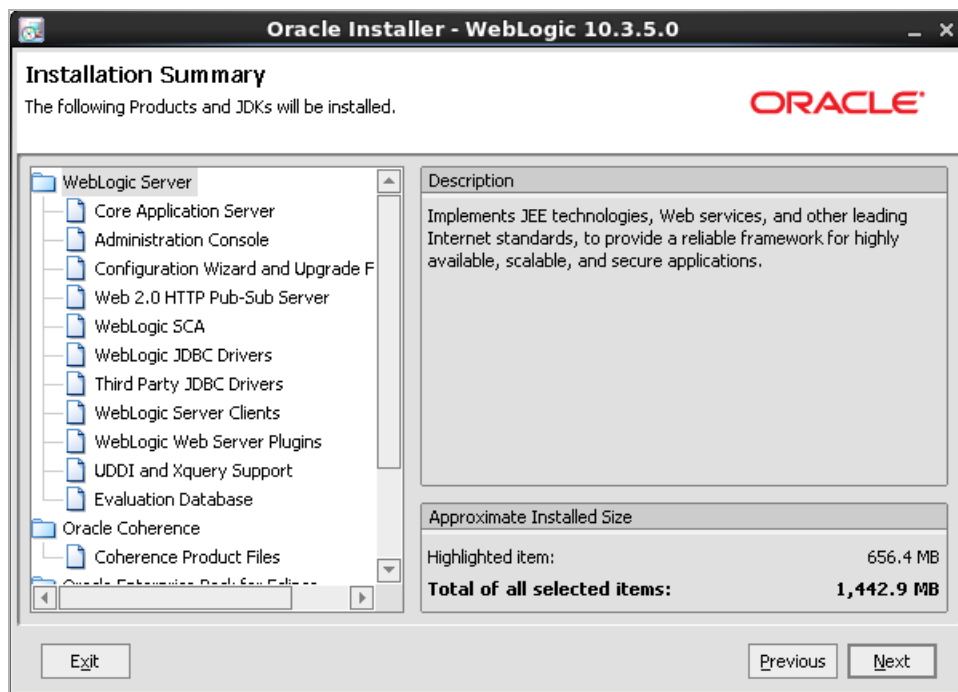 Oracle Installer - WebLogic 10.3.5.0
Installation Summary
The following Products and JDKs will be installed.
ORACLE
WebLogic Server
Core Application Server
Administration Console
Configuration Wizard and Upgrade F
Web 2.0 HTTP Pub-Sub Server
WebLogic SCA
WebLogic JDBC Drivers
Third Party JDBC Drivers
WebLogic Server Clients
WebLogic Web Server Plugins
UDDI and Xquery Support
Evaluation Database
Oracle Coherence
Coherence Product Files
Oracle Enterprise Pack for Eclipse
Description
Implements JEE technologies, Web services, and other leading
Internet standards, to provide a reliable framework for highly
available, scalable, and secure applications.
Approximate Installed Size
Highlighted item: 656.4 MB
Total of all selected items: 1,442.9 MB
Exit
Previous
Next